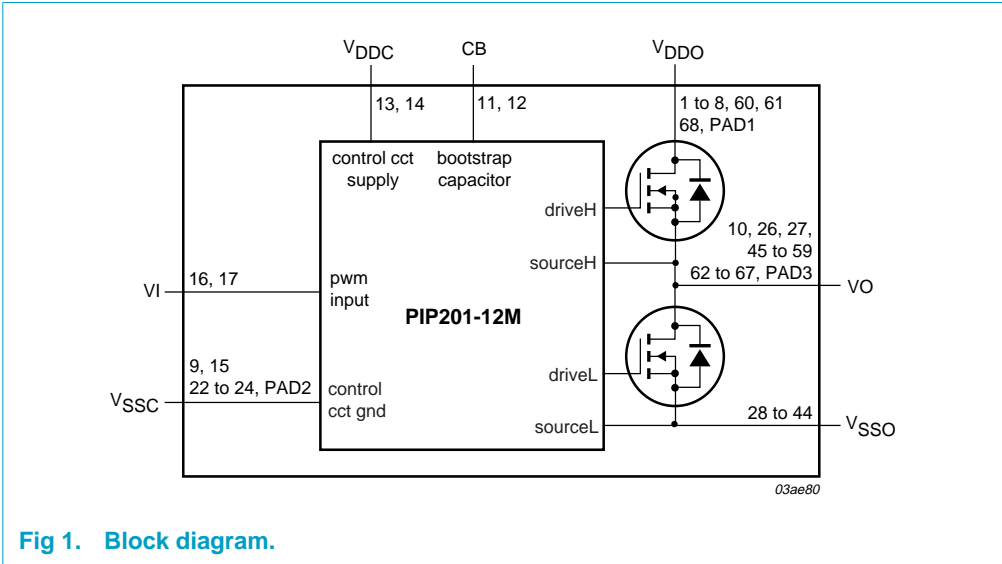 VDDC
CB
VDDO
13, 14
11, 12
1 to 8, 60, 61
68, PAD1
control cct
supply
bootstrap
capacitor
driveH
10, 26, 27,
45 to 59
62 to 67, PAD3
sourceH
VI
16, 17
pwm
input
VO
PIP201-12M
9, 15
22 to 24, PAD2
VSSC
control
cct gnd
driveL
sourceL
28 to 44
VSSO
03ae80
Fig 1. Block diagram.